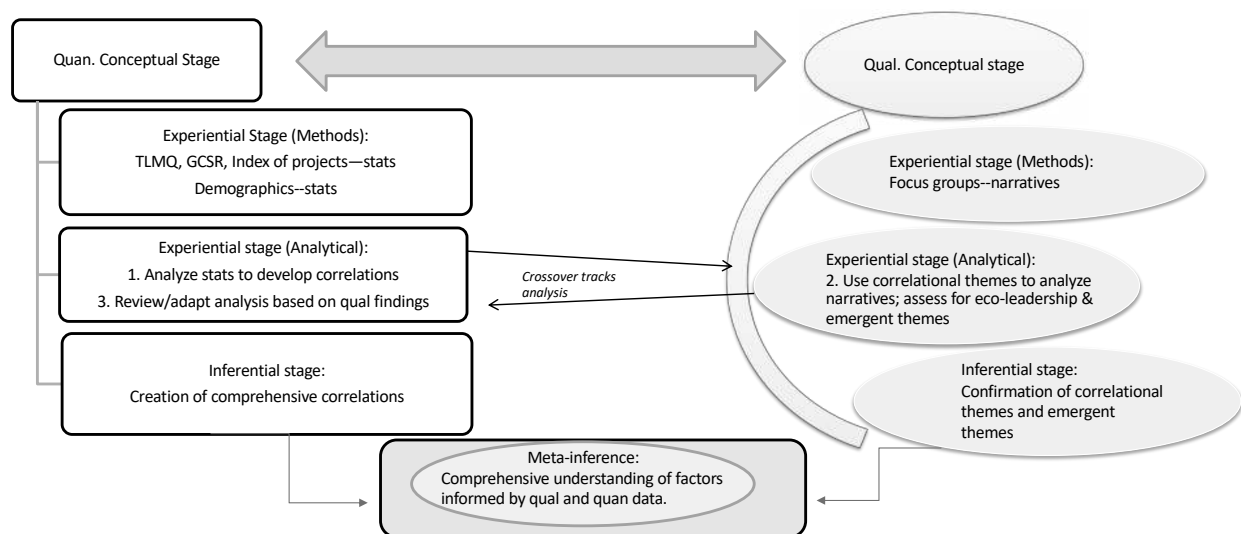 Quan. Conceptual Stage
Qual. Conceptual stage
Experiential Stage (Methods):
TLMQ, GCSR, Index of projects—stats
Demographics--stats
Experiential stage (Methods):
Focus groups--narratives
Experiential stage (Analytical):
1. Analyze stats to develop correlations
3. Review/adapt analysis based on qual findings
Crossover tracks
analysis
Experiential stage (Analytical):
2. Use correlational themes to analyze
narratives; assess for eco-leadership &
emergent themes
Inferential stage:
Creation of comprehensive correlations
Inferential stage:
Confirmation of correlational
themes and emergent
themes
Meta-inference:
Comprehensive understanding of factors
informed by qual and quan data.